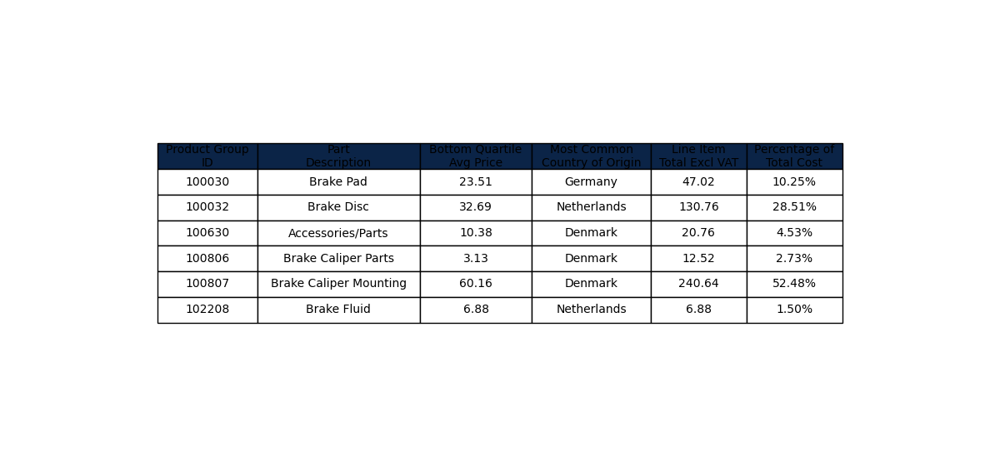 Product Group ID | Part Description | Bottom Quartile Avg Price | Most Common Country of Origin | Line Item Total Excl VAT | Percentage of Total Cost
100030 | Brake Pad | 23.51 | Germany | 47.02 | 10.25%
100032 | Brake Disc | 32.69 | Netherlands | 130.76 | 28.51%
100630 | Accessories/Parts | 10.38 | Denmark | 20.76 | 4.53%
100806 | Brake Caliper Parts | 3.13 | Denmark | 12.52 | 2.73%
100807 | Brake Caliper Mounting | 60.16 | Denmark | 240.64 | 52.48%
102208 | Brake Fluid | 6.88 | Netherlands | 6.88 | 1.50%